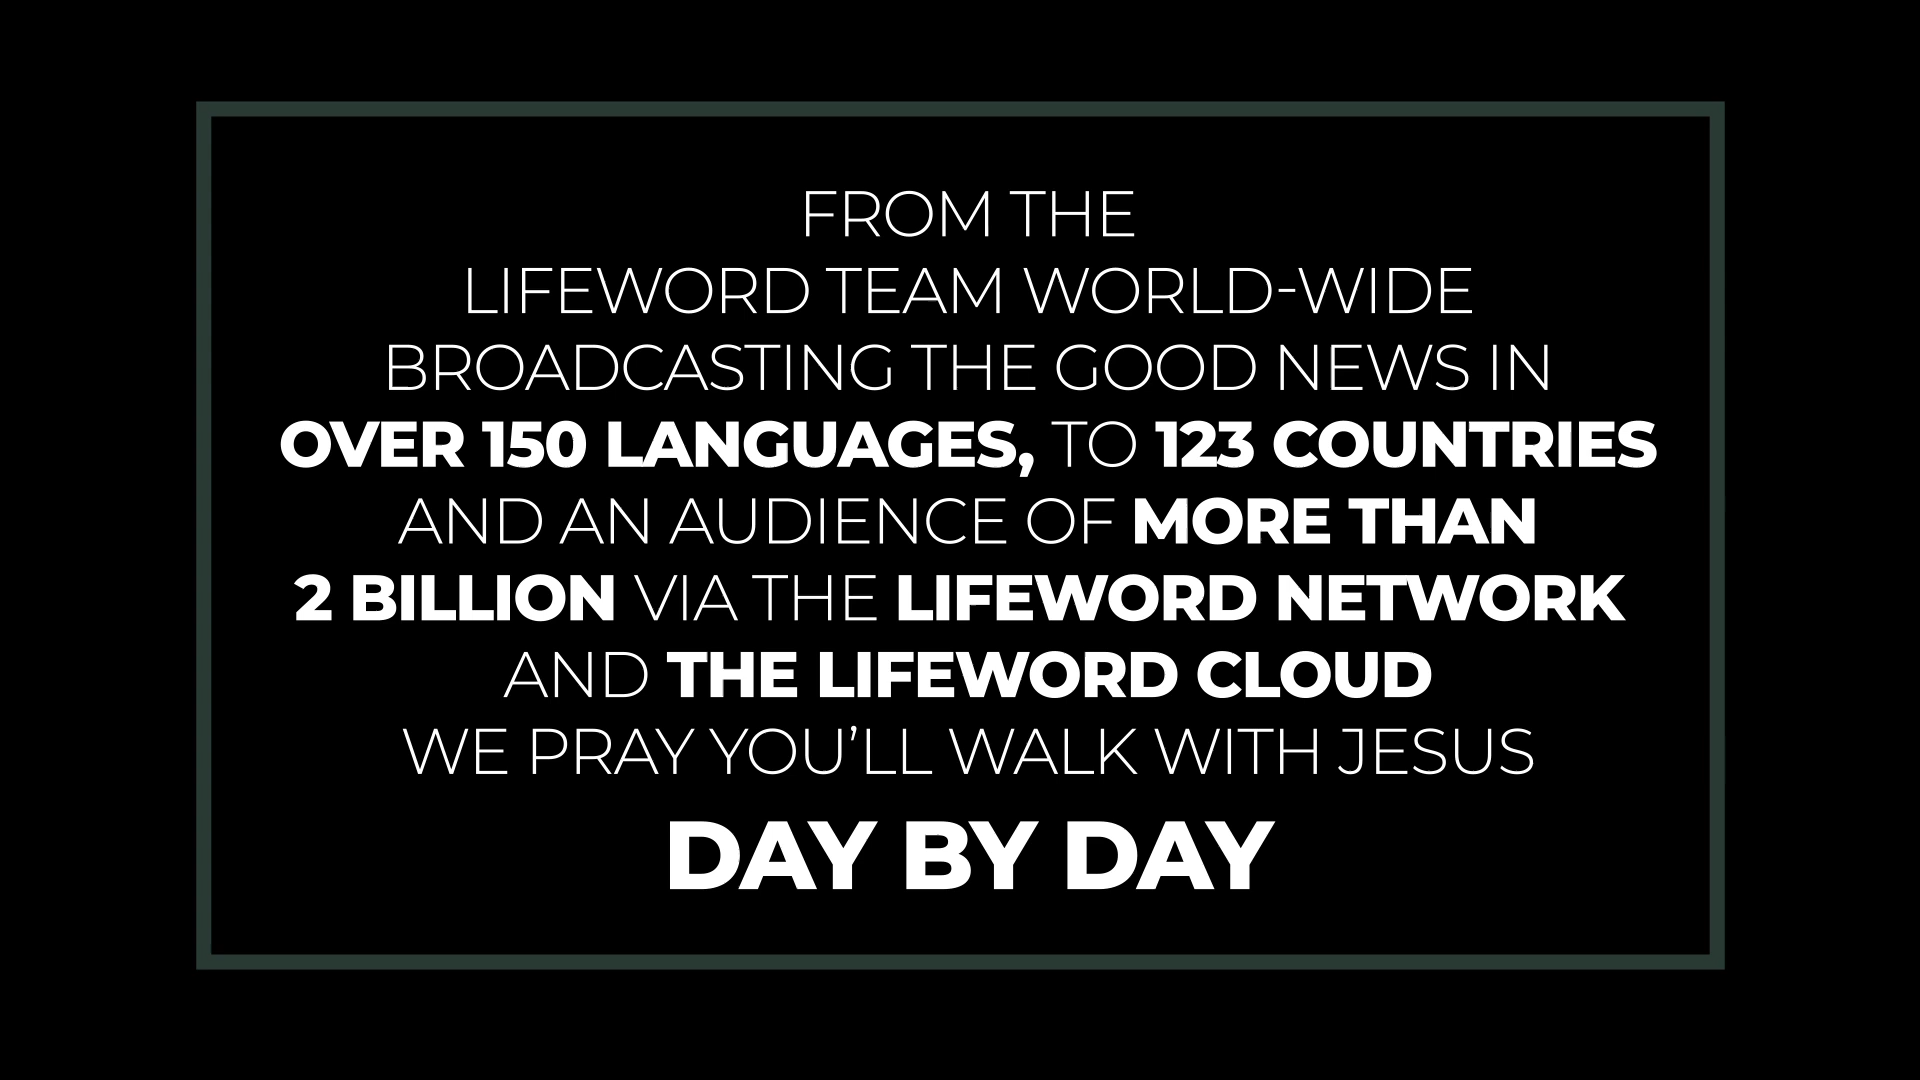 FROM THE
LIFEWORD TEAM WORLD-WIDE
BROADCASTING THE GOOD NEWS IN
OVER 150 LANGUAGES, TO 123 COUNTRIES
AND AN AUDIENCE OF MORE THAN
2 BILLION VIA THE LIFEWORD NETWORK
AND THE LIFEWORD CLOUD
WE PRAY YOU’LL WALK WITH JESUS
DAY BY DAY